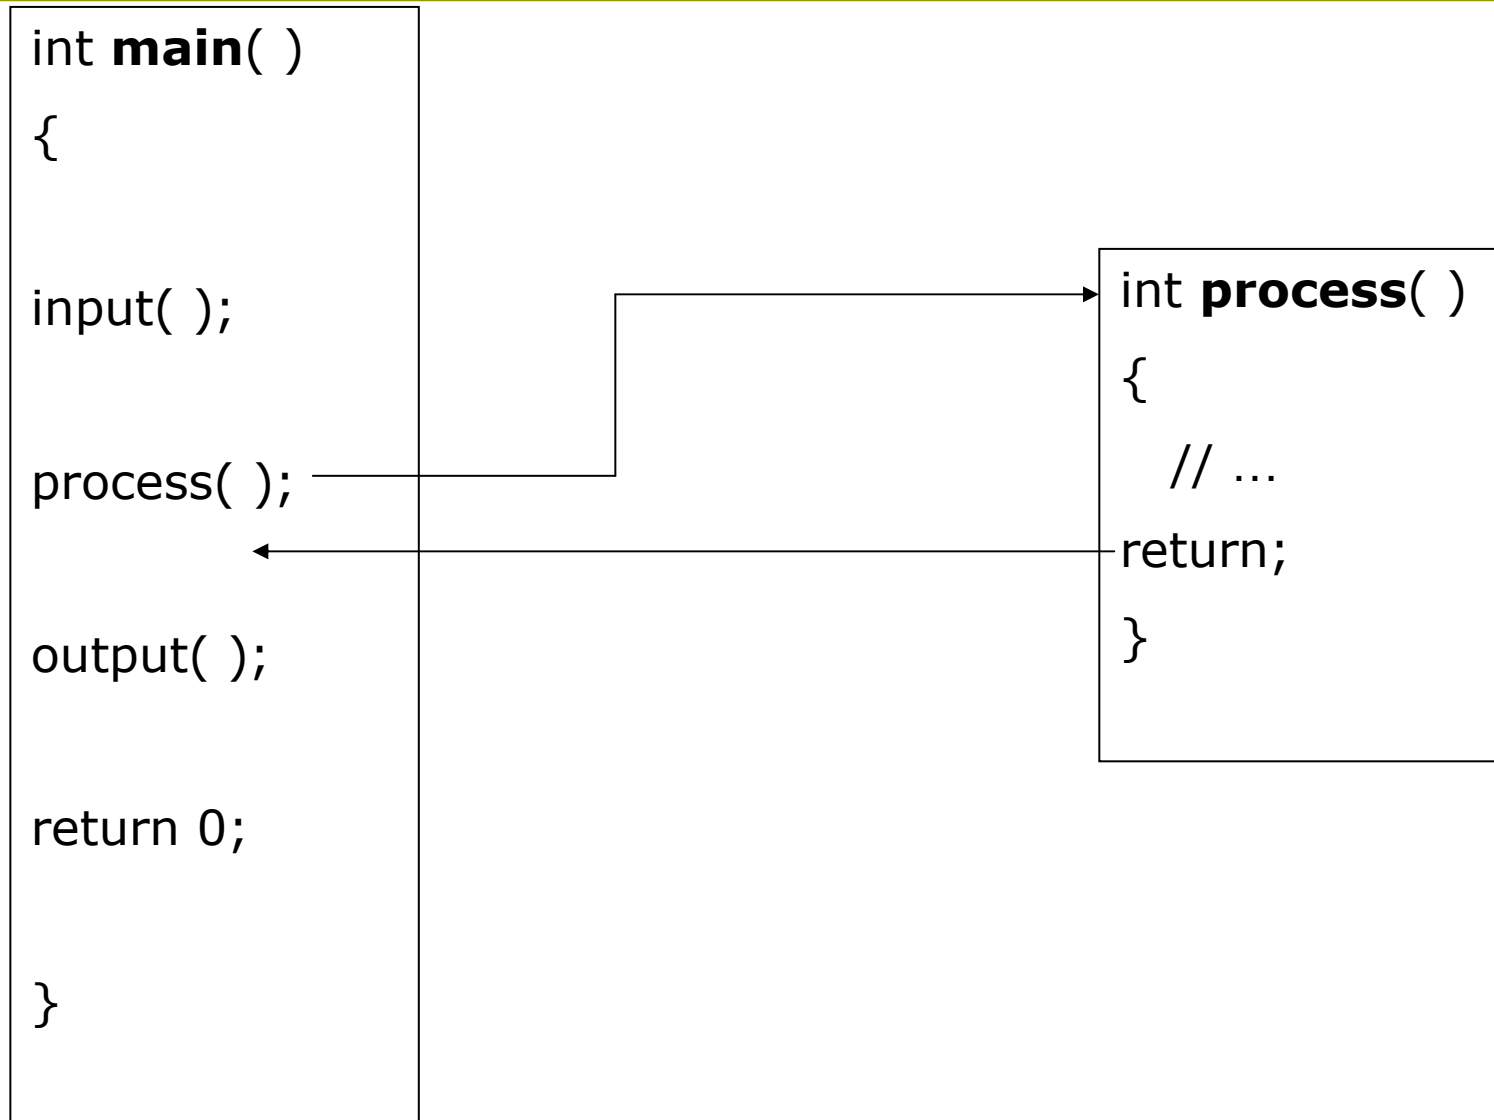 int main( )
{
input( );
process( );
output( );
return 0;
}
int process( )
{
// ...
return;
}